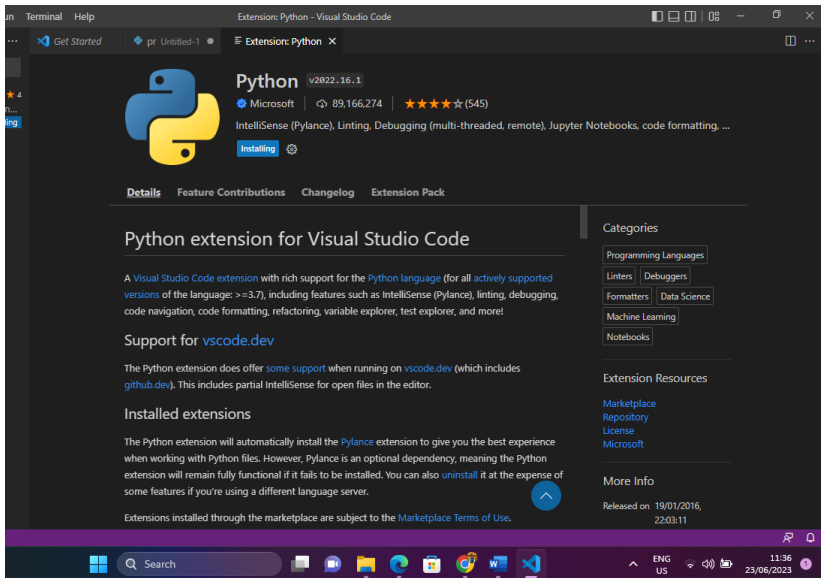 un Terminal Help Extension: Python - Visual Studio Code
Get Started pr Untitled-1 Extension: Python
Python v2022.16.1
4 Microsoft 89,166,274 (545)
n...
ling IntelliSense (Pylance), Linting, Debugging (multi-threaded, remote), Jupyter Notebooks, code formatting, ...
Installing
Details Feature Contributions Changelog Extension Pack
Python extension for Visual Studio Code
A Visual Studio Code extension with rich support for the Python language (for all actively supported
versions of the language: >=3.7), including features such as IntelliSense (Pylance), linting, debugging,
code navigation, code formatting, refactoring, variable explorer, test explorer, and more!
Support for vscode.dev
The Python extension does offer some support when running on vscode.dev (which includes
github.dev). This includes partial IntelliSense for open files in the editor.
Installed extensions
The Python extension will automatically install the Pylance extension to give you the best experience
when working with Python files. However, Pylance is an optional dependency, meaning the Python
extension will remain fully functional if it fails to be installed. You can also uninstall it at the expense of
some features if you're using a different language server.
Extensions installed through the marketplace are subject to the Marketplace Terms of Use.
Categories
Programming Languages
Linters Debuggers
Formatters Data Science
Machine Learning
Notebooks
Extension Resources
Marketplace
Repository
License
Microsoft
More Info
Released on 19/01/2016,
22:03:11
Search
ENG
US
11:36
23/06/2023
1